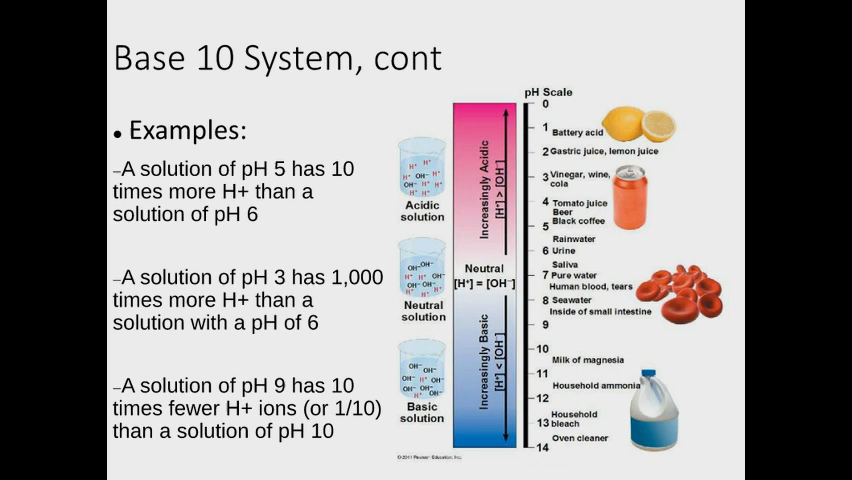 Base 10 System, cont
• Examples:
–A solution of pH 5 has 10
times more H+ than a
solution of pH 6
–A solution of pH 3 has 1,000
times more H+ than a
solution with a pH of 6
–A solution of pH 9 has 10
times fewer H+ ions (or 1/10)
than a solution of pH 10
Acidic
solution
Neutral
solution
Basic
solution
Increasingly Acidic
[H⁺] > [OH⁻]
Neutral
[H⁺] = [OH⁻]
Increasingly Basic
[H⁺] < [OH⁻]
pH Scale
0
1 Battery acid
2 Gastric juice, lemon juice
3 Vinegar, wine,
cola
4 Tomato juice
Beer
Black coffee
5
Rainwater
6 Urine
Saliva
7 Pure water
Human blood, tears
8 Seawater
Inside of small intestine
9
10
Milk of magnesia
11
Household ammonia
12
Household
13 bleach
Oven cleaner
14
© 2011 Pearson Education, Inc.